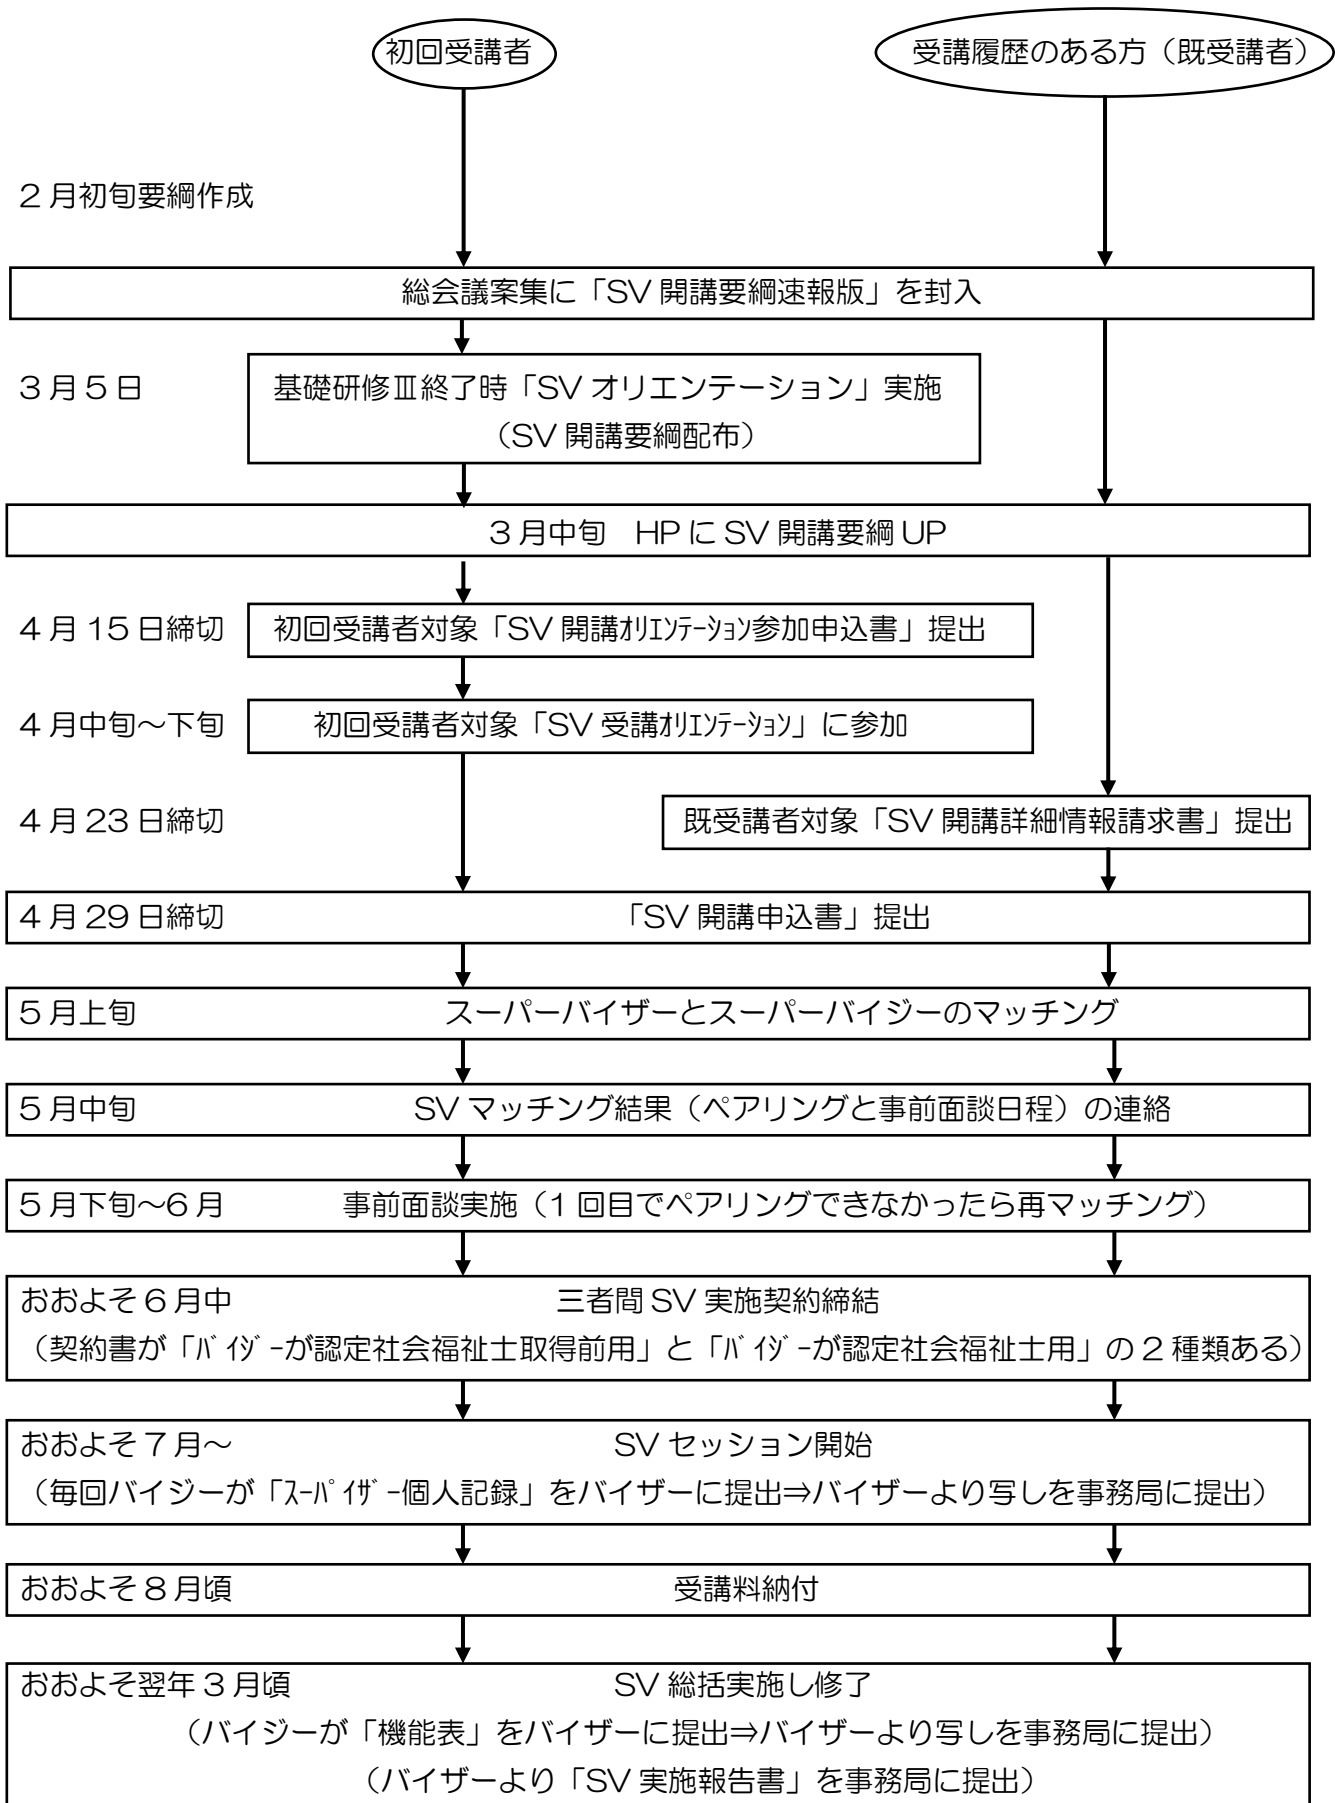 初回受講者
受講履歴のある方（既受講者）
２月初旬要綱作成
総会議案集に「SV 開講要綱速報版」を封入
３月５日
基礎研修Ⅲ終了時「SV オリエンテーション」実施
（SV 開講要綱配布）
３月中旬　HP に SV 開講要綱 UP
４月 15 日締切
初回受講者対象「SV 開講ｵﾘｴﾝﾃｰｼｮﾝ参加申込書」提出
４月中旬～下旬
初回受講者対象「SV 受講ｵﾘｴﾝﾃｰｼｮﾝ」に参加
４月 23 日締切
既受講者対象「SV 開講詳細情報請求書」提出
４月 29 日締切　「SV 開講申込書」提出
５月上旬　スーパーバイザーとスーパーバイジーのマッチング
５月中旬　SV マッチング結果（ペアリングと事前面談日程）の連絡
５月下旬～6 月　事前面談実施（1 回目でペアリングできなかったら再マッチング）
おおよそ６月中　三者間 SV 実施契約締結
（契約書が「ﾊﾞｲｼﾞｰが認定社会福祉士取得前用」と「ﾊﾞｲｼﾞｰが認定社会福祉士用」の２種類ある）
おおよそ７月～　SV セッション開始
（毎回バイジーが「ｽｰﾊﾟｲｻﾞｰ個人記録」をバイザーに提出⇒バイザーより写しを事務局に提出）
おおよそ８月頃　受講料納付
おおよそ翌年３月頃　SV 総括実施し修了
（バイジーが「機能表」をバイザーに提出⇒バイザーより写しを事務局に提出）
（バイザーより「SV 実施報告書」を事務局に提出）